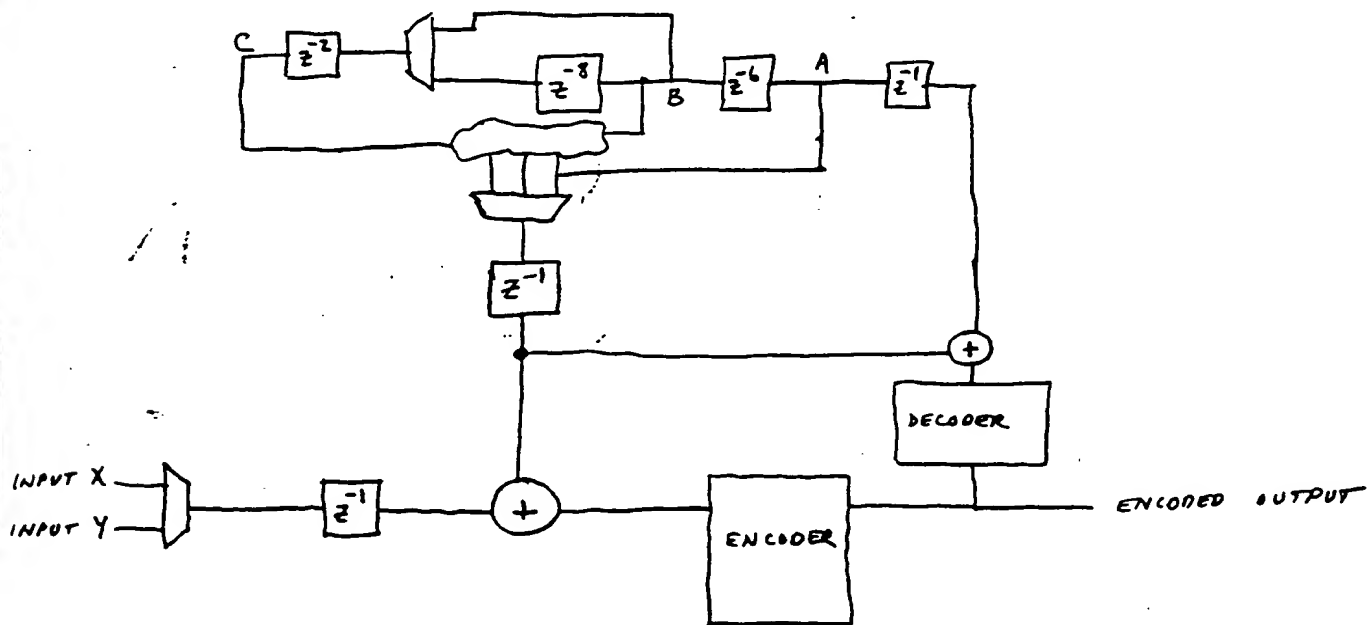 C
z⁻²
z⁻⁸
B
z⁻⁶
A
z⁻¹
z⁻¹
+
DECODER
INPUT X
INPUT Y
z⁻¹
+
ENCODER
ENCODED OUTPUT